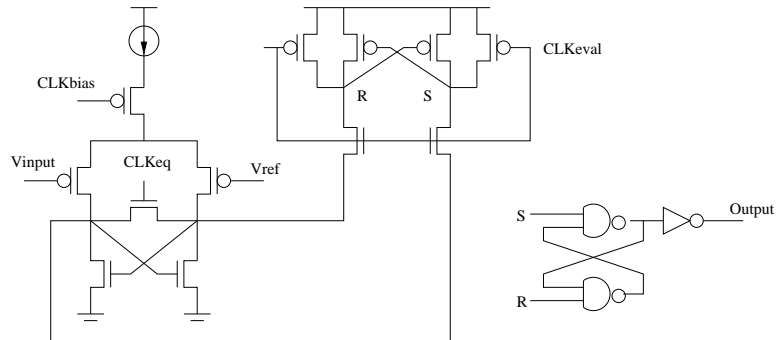 CLKeval
CLKbias
R
S
Vinput
CLKeq
Vref
S
Output
R